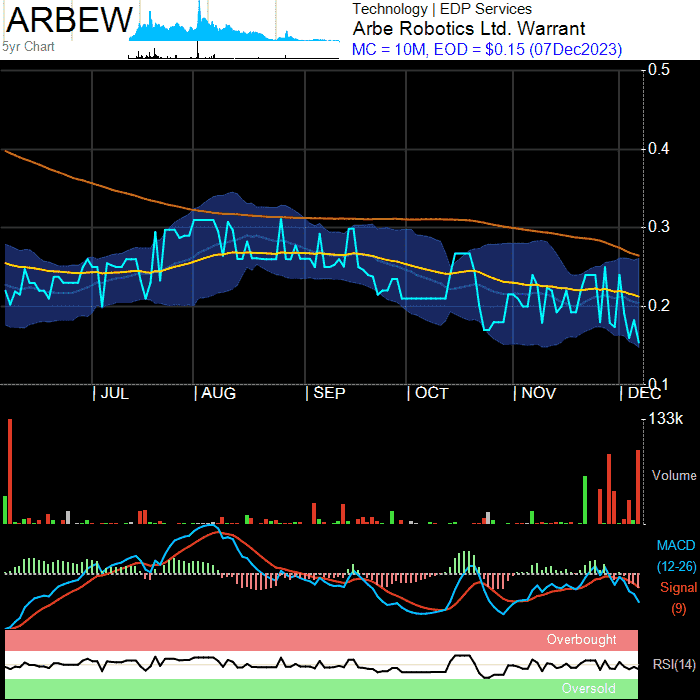 ARBEW
5yr Chart
Technology | EDP Services
Arbe Robotics Ltd. Warrant
MC = 10M, EOD = $0.15 (07Dec2023)
0.5
0.4
0.3
0.2
0.1
| JUL | AUG | SEP | OCT | NOV | DEC
133k
Volume
MACD
(12-26)
Signal
(9)
Overbought
RSI(14)
Oversold